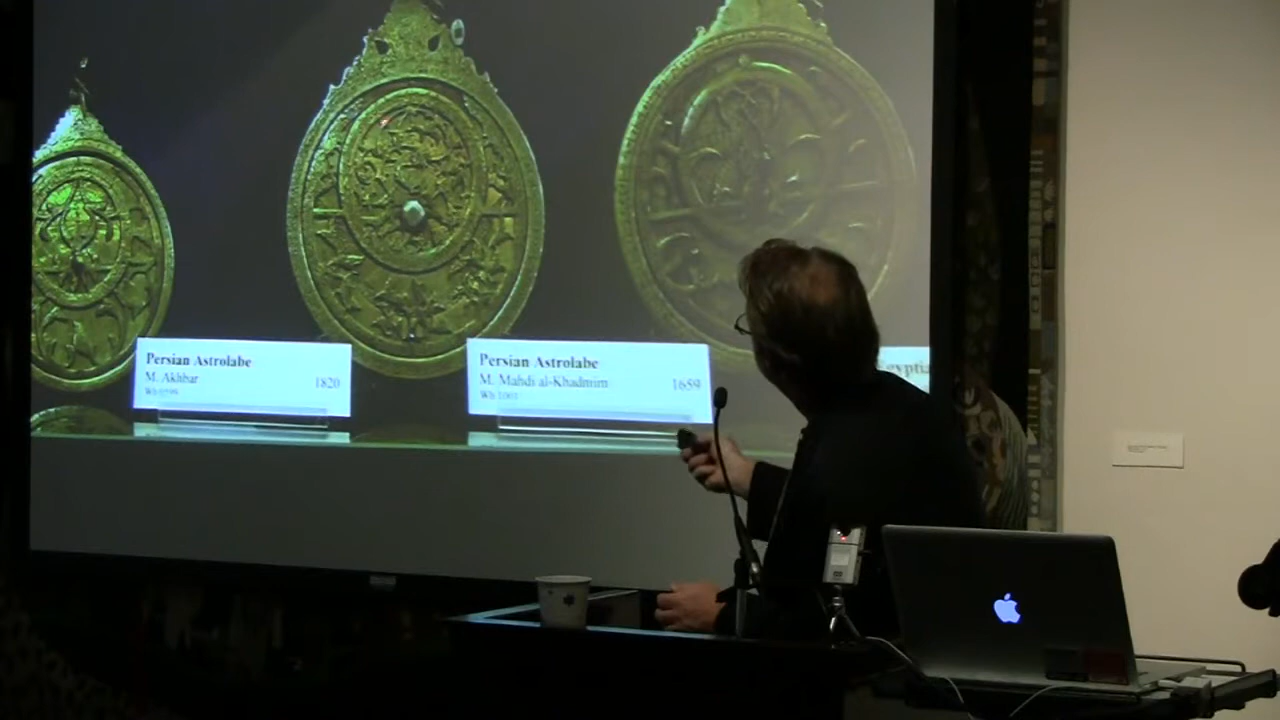 Persian Astrolabe
M. Akhbar 1820
Persian Astrolabe
M. Mahdi al-Khadmim 1659